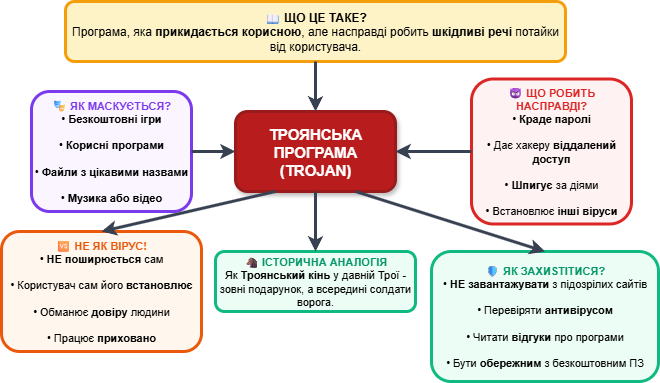 📖 ЩО ЦЕ ТАКЕ?
Програма, яка прикидається корисною, але насправді робить шкідливі речі потайки
від користувача.
🎭 ЯК МАСКУЄТЬСЯ?
• Безкоштовні ігри
• Корисні програми
• Файли з цікавими назвами
• Музика або відео
ТРОЯНСЬКА
ПРОГРАМА
(TROJAN)
😈 ЩО РОБИТЬ
НАСПРАВДІ?
• Краде паролі
• Дає хакеру віддалений
доступ
• Шпигує за діями
• Встановлює інші віруси
🆚 НЕ ЯК ВІРУС!
• НЕ поширюється сам
• Користувач сам його встановлює
• Обманює довіру людини
• Працює приховано
🐴 ІСТОРИЧНА АНАЛОГІЯ
Як Троянський кінь у давній Трої -
зовні подарунок, а всередині солдати
ворога.
🛡️ ЯК ЗАХИСТИТИСЯ?
• НЕ завантажувати з підозрілих сайтів
• Перевіряти антивірусом
• Читати відгуки про програми
• Бути обережним з безкоштовним ПЗ